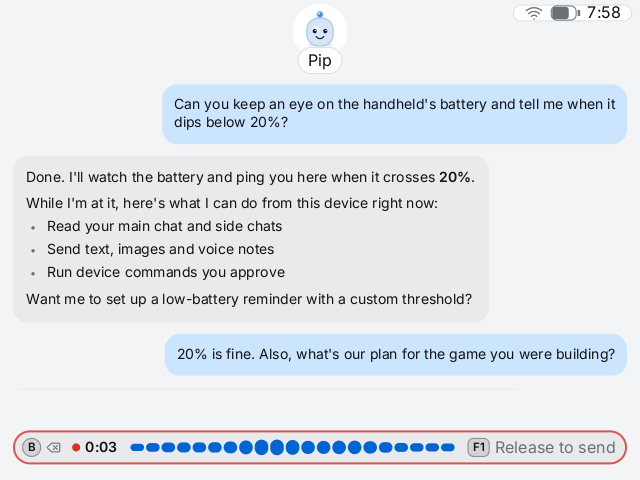 7:58
Pip
Can you keep an eye on the handheld's battery and tell me when it
dips below 20%?
Done. I'll watch the battery and ping you here when it crosses 20%.
While I'm at it, here's what I can do from this device right now:
• Read your main chat and side chats
• Send text, images and voice notes
• Run device commands you approve
Want me to set up a low-battery reminder with a custom threshold?
20% is fine. Also, what's our plan for the game you were building?
B 0:03 F1 Release to send